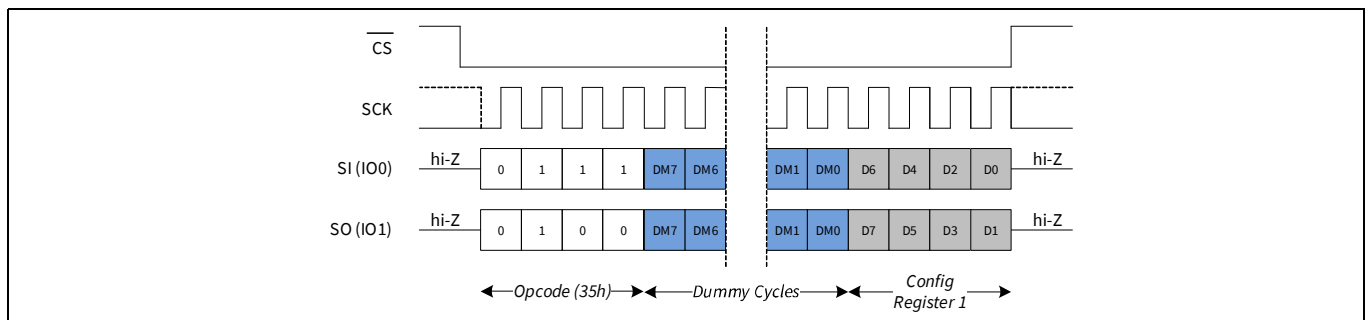 CS
SCK
SI (IO0) hi-Z 0 1 1 1 DM7 DM6 DM1 DM0 D6 D4 D2 D0 hi-Z
SO (IO1) hi-Z 0 1 0 0 DM7 DM6 DM1 DM0 D7 D5 D3 D1 hi-Z
Opcode (35h) Dummy Cycles Config
Register 1